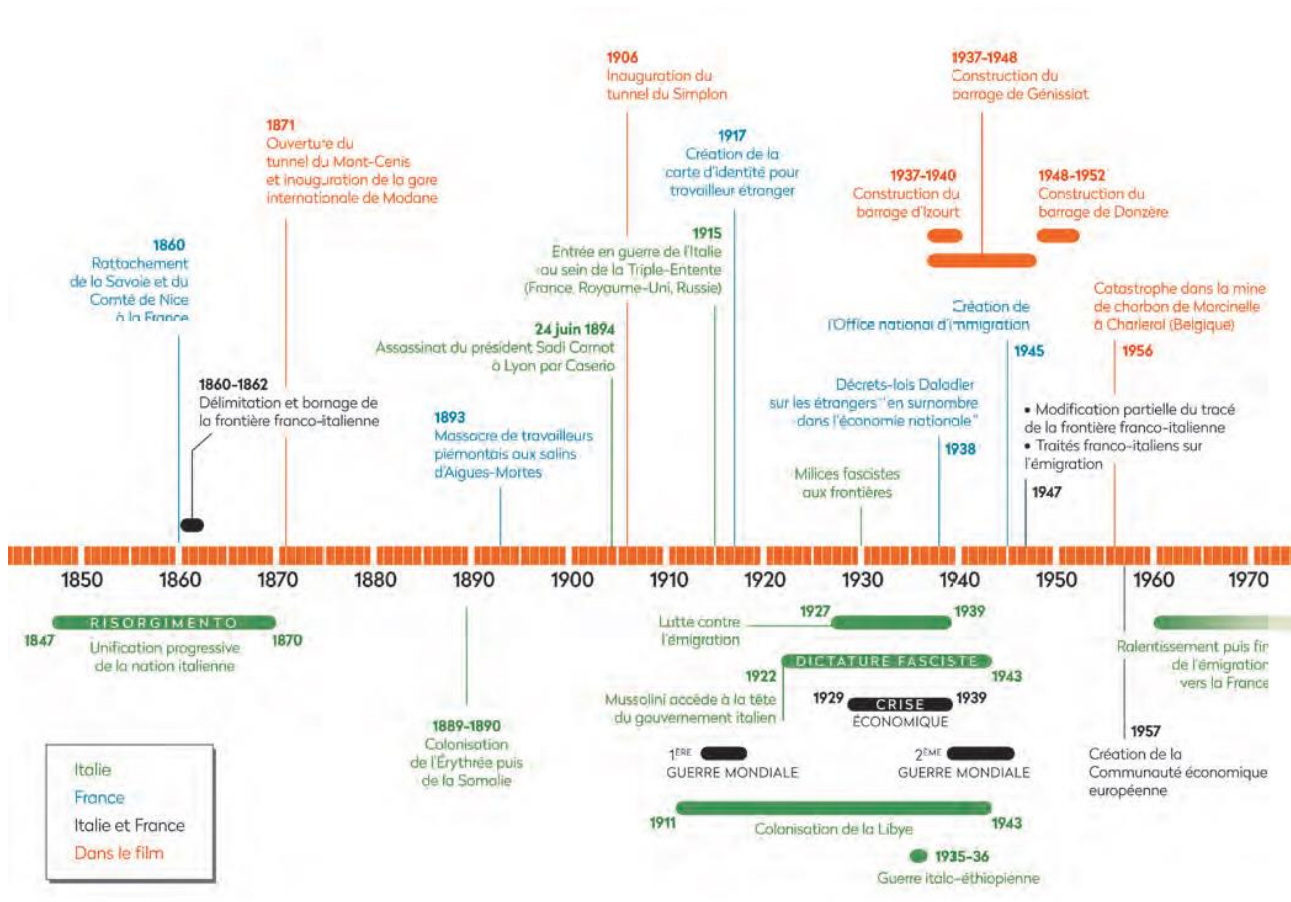 1906
Inauguration du
tunnel du Simplon
1937-1948
Construction du
barrage de Génissiat
1871
Ouverture du
tunnel du Mont-Cenis
et inauguration de la gare
internationale de Modane
1917
Création de la
carte d'identité pour
travailleur étranger
1937-1940
Construction du
barrage d'Izourt
1948-1952
Construction du
barrage de Donzère
1860
Rattachement
de la Savoie et du
Comté de Nice
à la France
1915
Entrée en guerre de l'Italie
au sein de la Triple-Entente
(France, Royaume-Uni, Russie)
Catastrophe dans la mine
de charbon de Marcinelle
à Charleroi (Belgique)
1956
Création de
l'Office national d'immigration
1945
24 juin 1894
Assassinat du président Sadi Carnot
à Lyon par Caserio
1860-1862
Délimitation et bornage de
la frontière franco-italienne
Décrets-lois Daladier
sur les étrangers "en surnombre
dans l'économie nationale"
1938
1893
Massacre de travailleurs
piémontais aux salins
d'Aigues-Mortes
• Modification partielle du tracé
de la frontière franco-italienne
• Traités franco-italiens sur
l'émigration
1947
Milices fascistes
aux frontières
1850 1860 1870 1880 1890 1900 1910 1920 1930 1940 1950 1960 1970
RISORGIMENTO
1847 1870
Unification progressive
de la nation italienne
1927 1939
Lutte contre
l'émigration
DICTATURE FASCISTE
1922 1943
Mussolini accède à la tête
du gouvernement italien
1929 CRISE 1939
ÉCONOMIQUE
Ralentissement puis fin
de l'émigration
vers la France
1889-1890
Colonisation
de l'Érythrée puis
de la Somalie
1957
Création de la
Communauté économique
européenne
1ÈRE
GUERRE MONDIALE
2ÈME
GUERRE MONDIALE
1911 1943
Colonisation de la Libye
1935-36
Guerre italo-éthiopienne
Italie
France
Italie et France
Dans le film